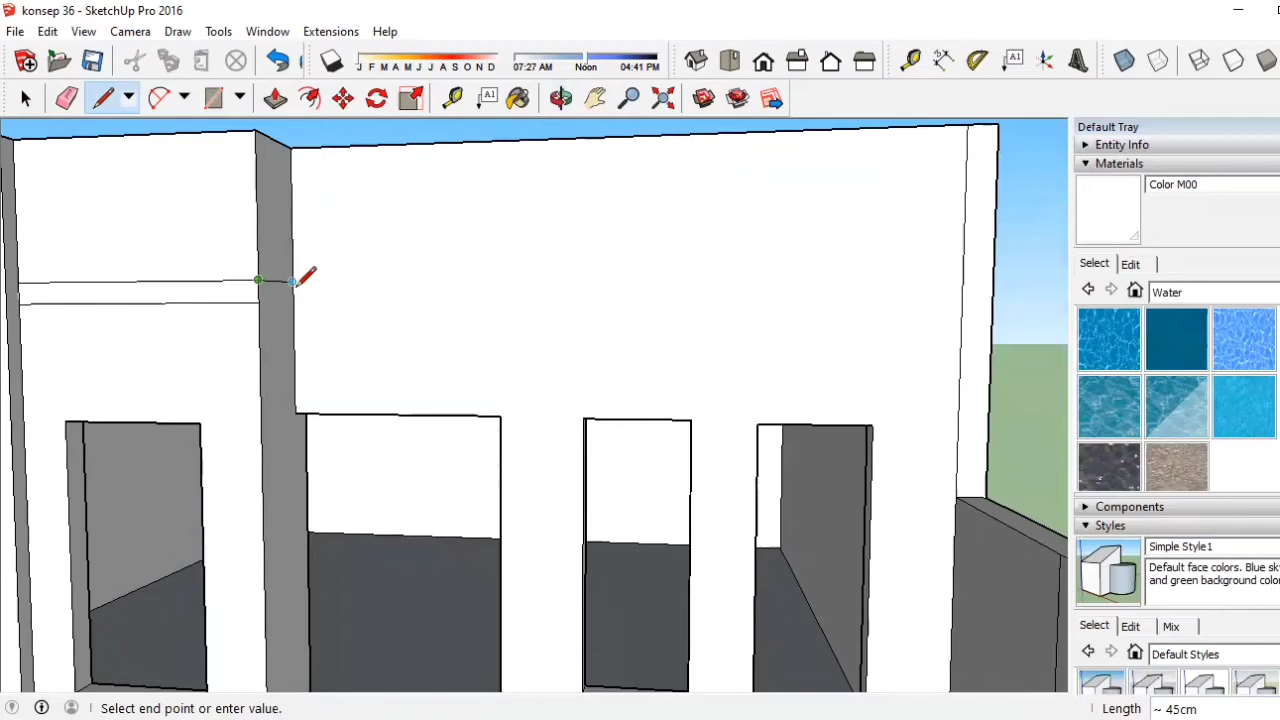 konsep 36 - SketchUp Pro 2016
File Edit View Camera Draw Tools Window Extensions Help
J F M A M J J A S O N D
07:27 AM Noon 04:41 PM
A1
A1
Default Tray
Entity Info
Materials
Color M00
Select Edit
Water
Components
Styles
Simple Style1
Default face colors. Blue sk
and green background colo
Select Edit Mix
Default Styles
Select end point or enter value.
Length ~ 45cm